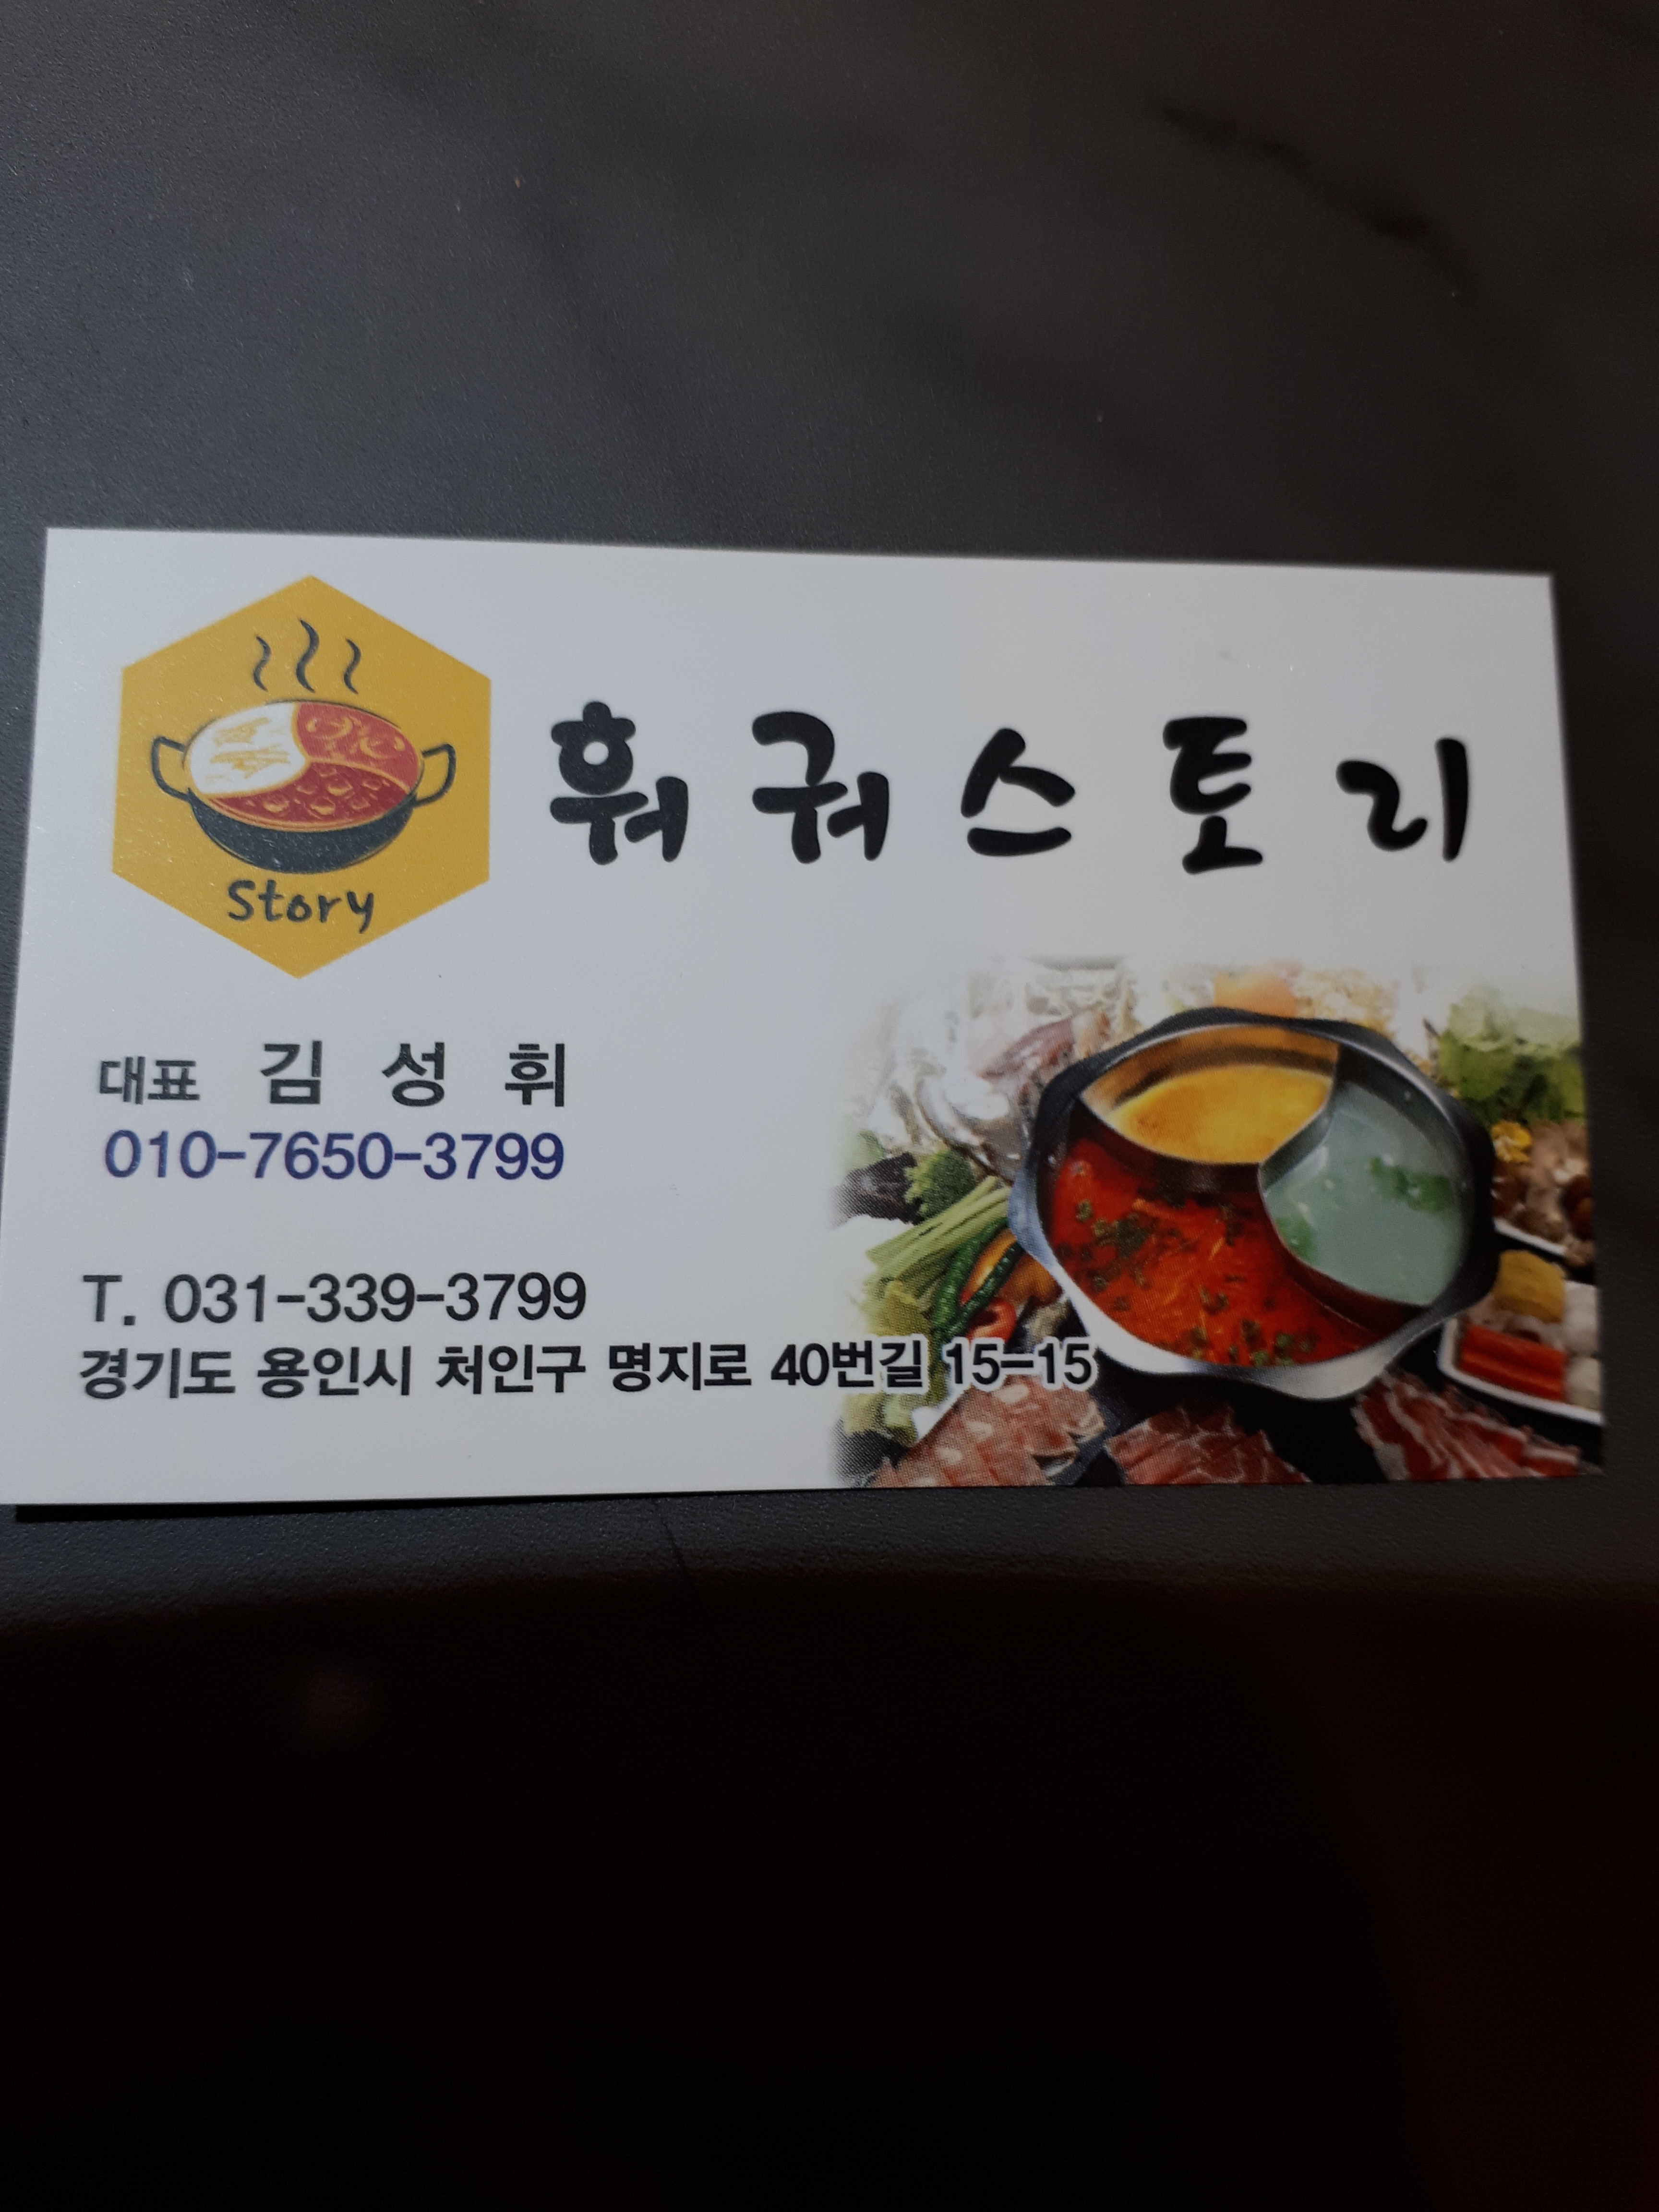 Story
훠궈스토리
대표 김성휘
010-7650-3799
T. 031-339-3799
경기도 용인시 처인구 명지로 40번길 15-15